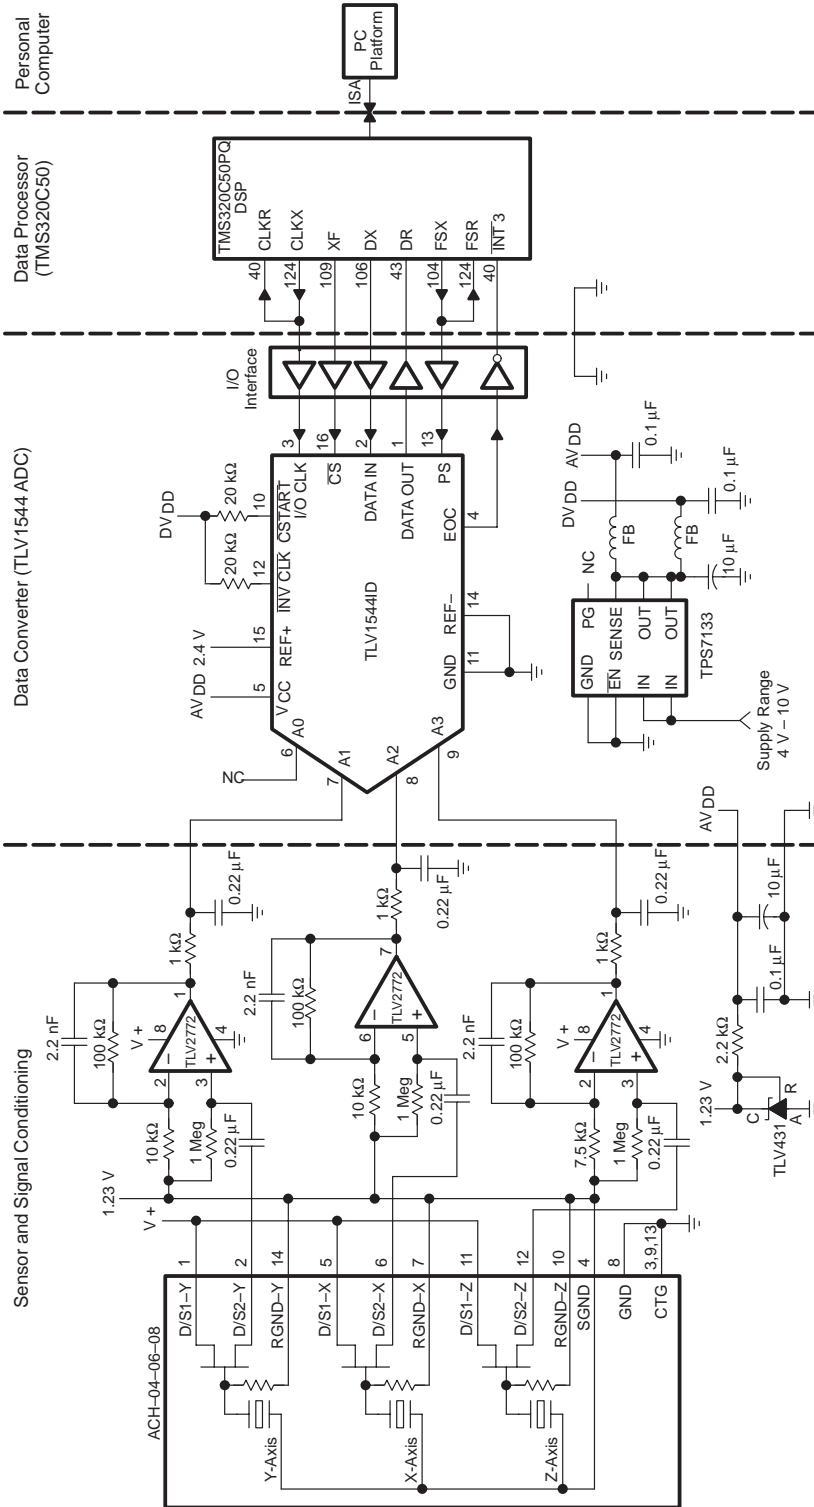 Sensor and Signal Conditioning
Data Converter (TLV1544 ADC)
Data Processor
(TMS320C50)
Personal
Computer
ACH–04–06–08
Y-Axis
X-Axis
Z-Axis
D/S1–Y
D/S2–Y
RGND–Y
D/S1–X
D/S2–X
RGND–X
D/S1–Z
D/S2–Z
RGND–Z
SGND
GND
CTG
1
2
14
5
6
7
11
12
10
4
8
3,9,13
V +
1.23 V
10 kΩ
1 Meg
0.22 µF
2.2 nF
100 kΩ
V +
2
3
8
4
1
–
+
TLV2772
1 kΩ
0.22 µF
10 kΩ
1 Meg
0.22 µF
2.2 nF
100 kΩ
6
5
7
–
+
TLV2772
1 kΩ
0.22 µF
7.5 kΩ
1 Meg
0.22 µF
2.2 nF
100 kΩ
V +
2
3
8
4
1
–
+
TLV2772
1 kΩ
0.22 µF
1.23 V
C
R
A
TLV431
2.2 kΩ
0.1 µF
10 µF
AV DD
NC
6
A0
7
A1
A2
8
A3
9
AV DD
5
V CC
2.4 V
15
REF+
DV DD
20 kΩ
12
INV CLK
20 kΩ
10
CSTART
TLV1544ID
GND
11
REF–
14
EOC
4
3
I/O CLK
16
CS
2
DATA IN
1
DATA OUT
13
PS
I/O
Interface
Supply Range
4 V – 10 V
GND
EN
IN
IN
PG
SENSE
OUT
OUT
TPS7133
NC
FB
FB
10 µF
DV DD
0.1 µF
AV DD
0.1 µF
40
124
109
106
43
104
124
40
CLKR
CLKX
XF
DX
DR
FSX
FSR
INT 3
TMS320C50PQ
DSP
ISA
PC
Platform